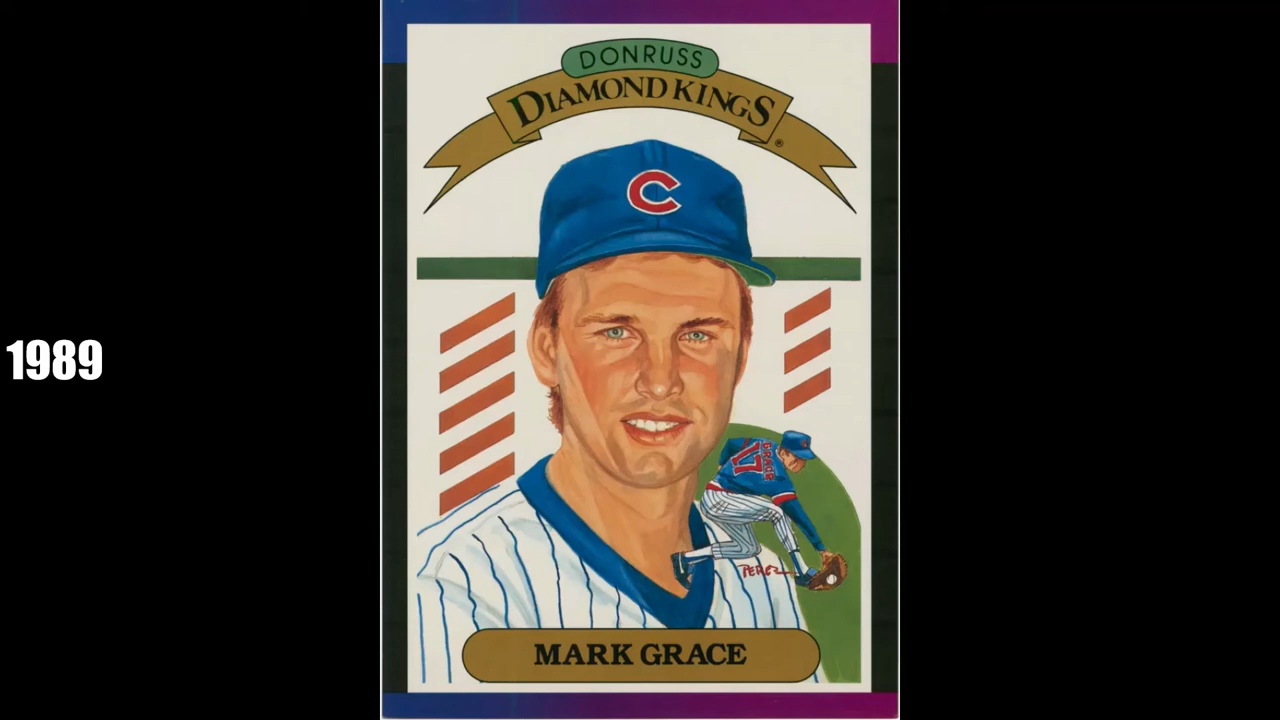 DONRUSS
DIAMOND KINGS®
1989
C
GRACE
17
PEREZ
MARK GRACE